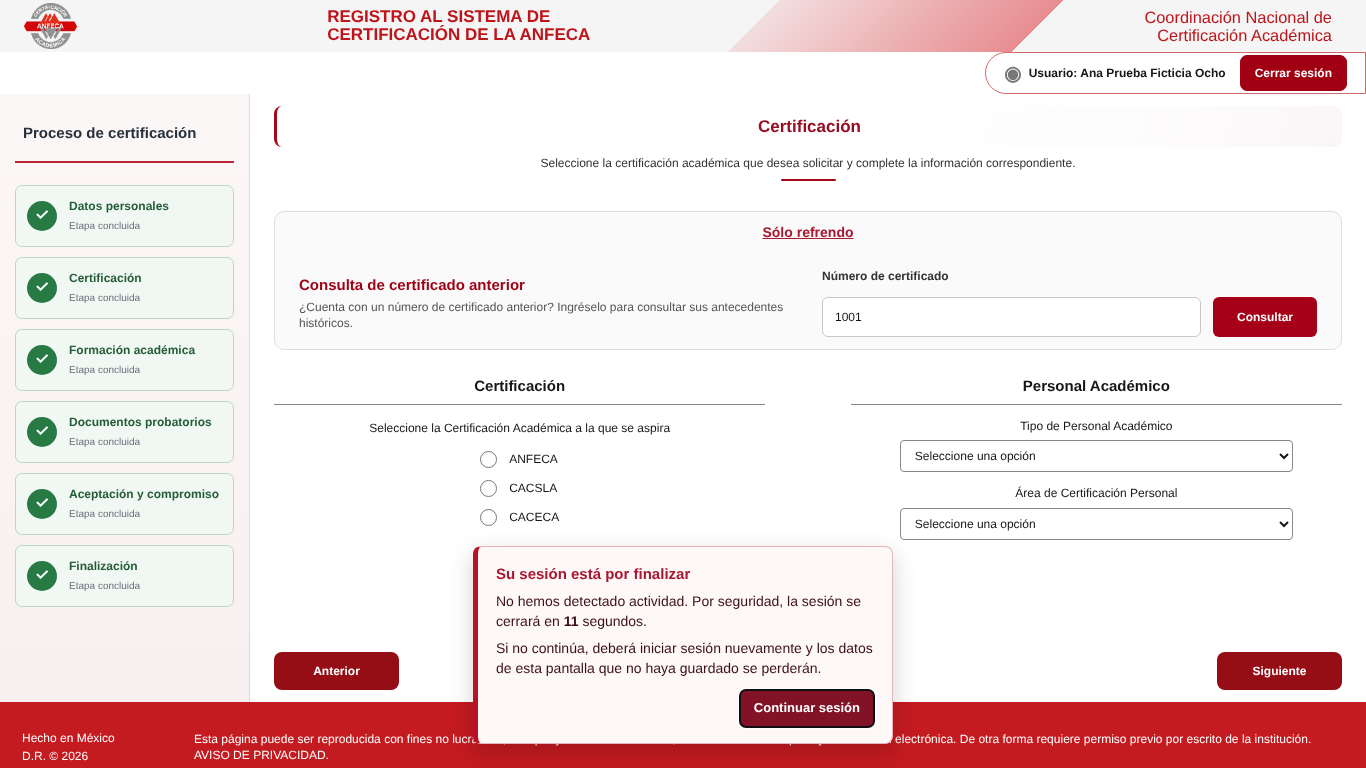 CERTIFICACIÓN
ANFECA
ACADÉMICA
REGISTRO AL SISTEMA DE
CERTIFICACIÓN DE LA ANFECA
Coordinación Nacional de
Certificación Académica
Usuario: Ana Prueba Ficticia Ocho
Cerrar sesión
Proceso de certificación
Datos personales
Etapa concluida
Certificación
Etapa concluida
Formación académica
Etapa concluida
Documentos probatorios
Etapa concluida
Aceptación y compromiso
Etapa concluida
Finalización
Etapa concluida
Certificación
Seleccione la certificación académica que desea solicitar y complete la información correspondiente.
Sólo refrendo
Consulta de certificado anterior
¿Cuenta con un número de certificado anterior? Ingréselo para consultar sus antecedentes
históricos.
Número de certificado
1001
Consultar
Certificación
Seleccione la Certificación Académica a la que se aspira
ANFECA
CACSLA
CACECA
Personal Académico
Tipo de Personal Académico
Seleccione una opción
Área de Certificación Personal
Seleccione una opción
Su sesión está por finalizar
No hemos detectado actividad. Por seguridad, la sesión se
cerrará en 11 segundos.
Si no continúa, deberá iniciar sesión nuevamente y los datos
de esta pantalla que no haya guardado se perderán.
Continuar sesión
Anterior
Siguiente
Hecho en México
D.R. © 2026
Esta página puede ser reproducida con fines no electrónica. De otra forma requiere permiso previo por escrito de la institución.
AVISO DE PRIVACIDAD.